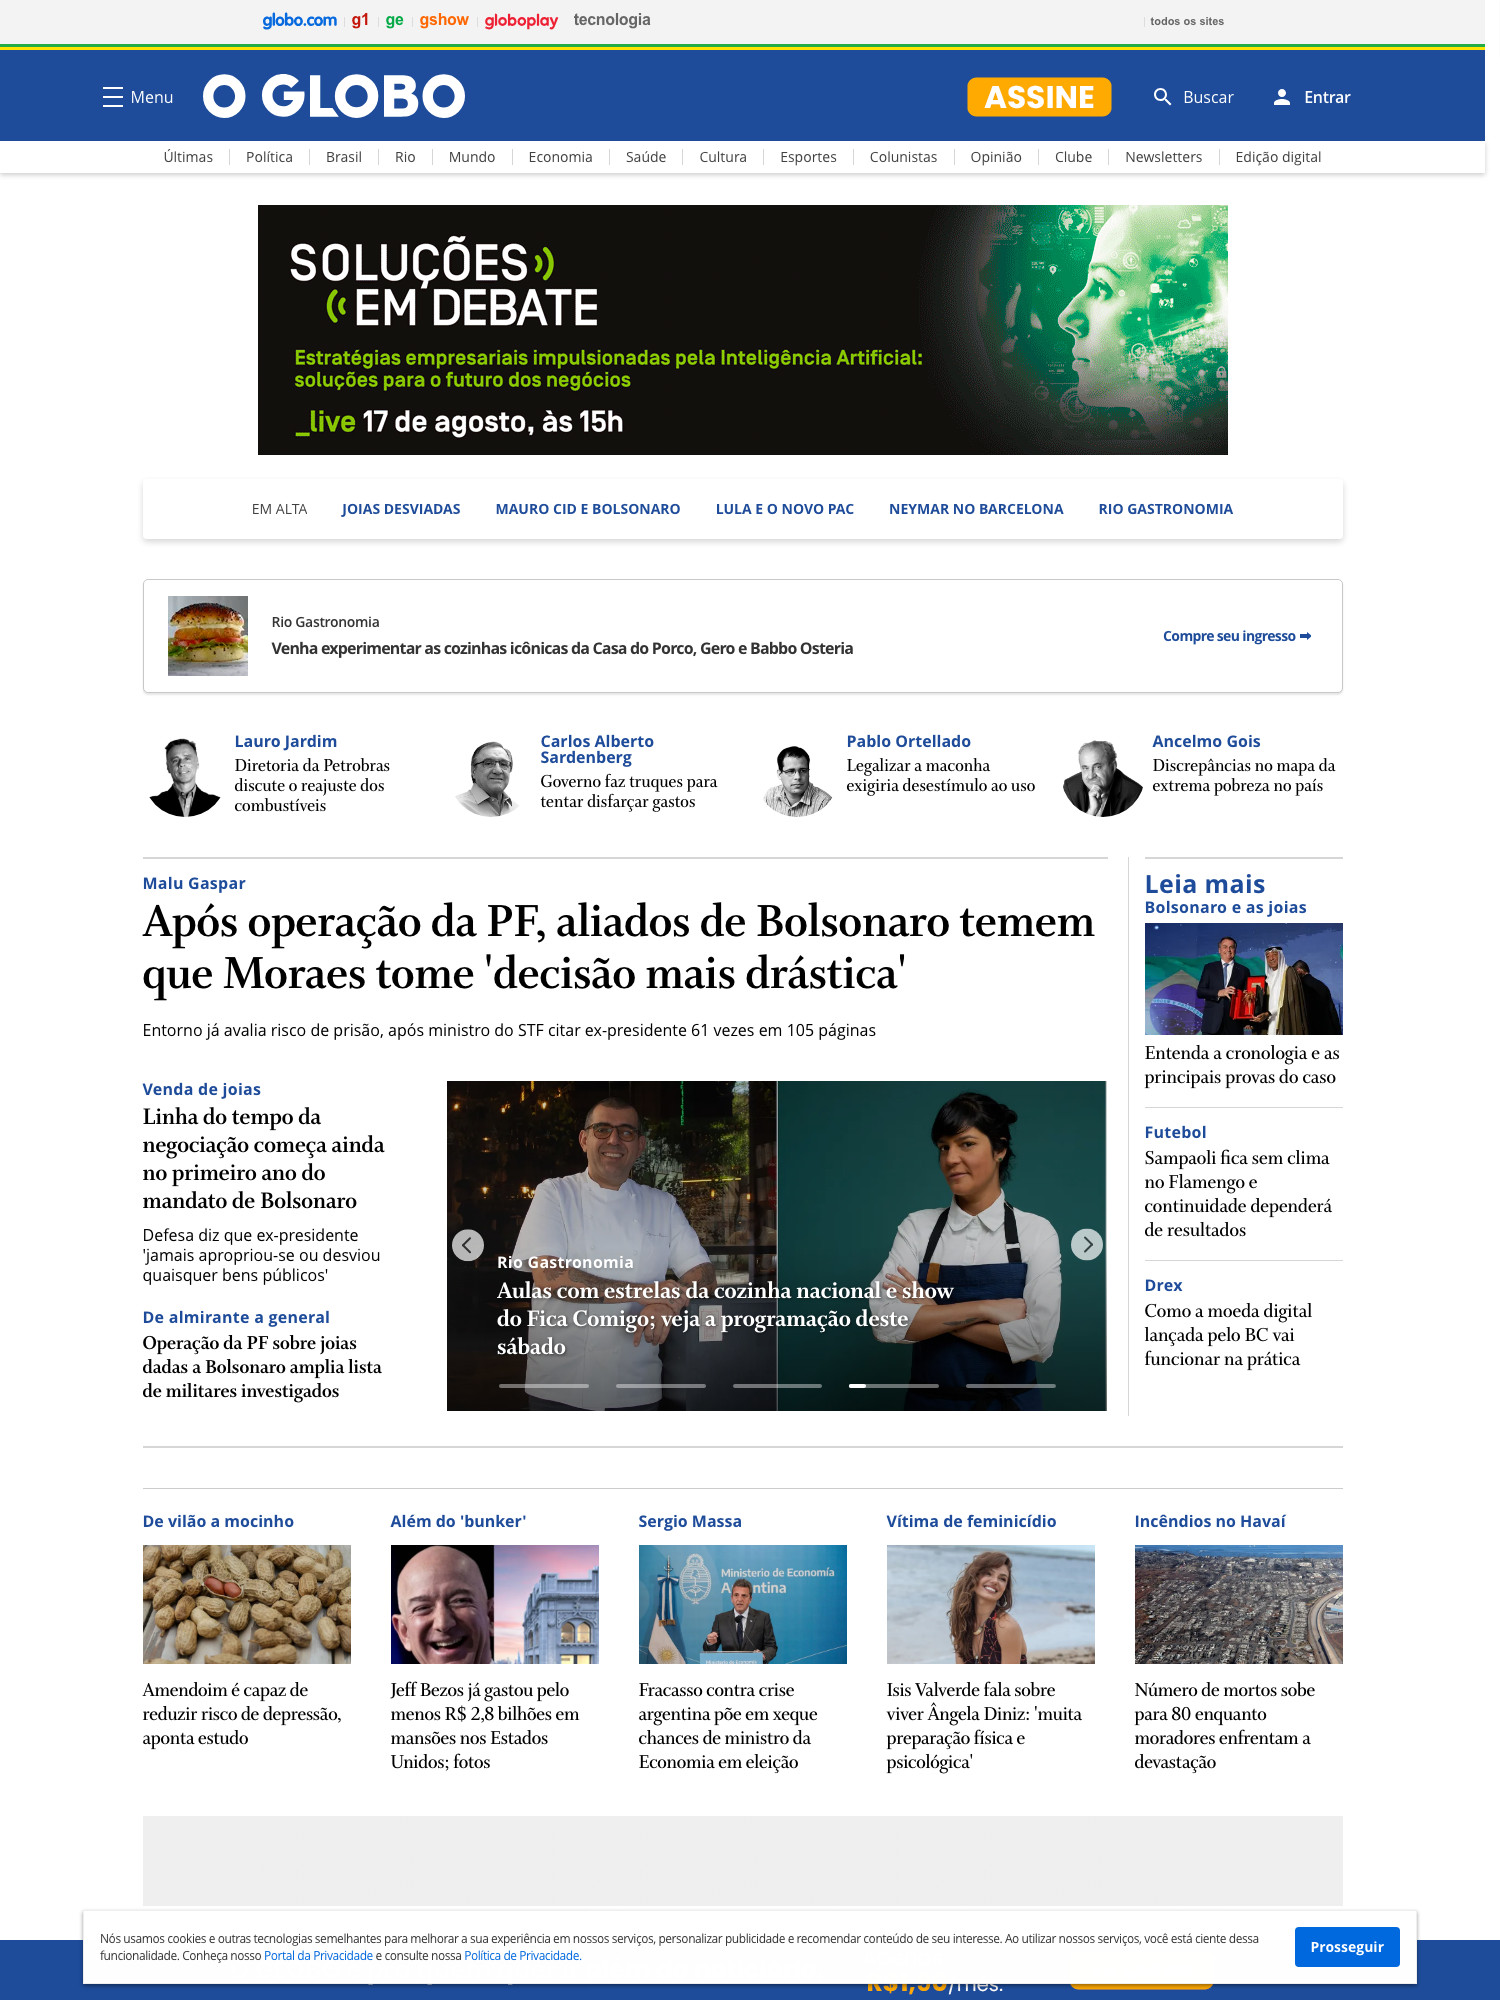 globo.com g1 ge gshow globoplay tecnologia todos os sites
Menu O GLOBO ASSINE Buscar Entrar
Últimas Política Brasil Rio Mundo Economia Saúde Cultura Esportes Colunistas Opinião Clube Newsletters Edição digital
SOLUÇÕES
EM DEBATE
Estratégias empresariais impulsionadas pela Inteligência Artificial:
soluções para o futuro dos negócios
_live 17 de agosto, às 15h
EM ALTA JOIAS DESVIADAS MAURO CID E BOLSONARO LULA E O NOVO PAC NEYMAR NO BARCELONA RIO GASTRONOMIA
Rio Gastronomia
Venha experimentar as cozinhas icônicas da Casa do Porco, Gero e Babbo Osteria
Compre seu ingresso ➡
Lauro Jardim
Diretoria da Petrobras
discute o reajuste dos
combustíveis
Carlos Alberto
Sardenberg
Governo faz truques para
tentar disfarçar gastos
Pablo Ortellado
Legalizar a maconha
exigiria desestímulo ao uso
Ancelmo Gois
Discrepâncias no mapa da
extrema pobreza no país
Malu Gaspar
Após operação da PF, aliados de Bolsonaro temem
que Moraes tome 'decisão mais drástica'
Entorno já avalia risco de prisão, após ministro do STF citar ex-presidente 61 vezes em 105 páginas
Venda de joias
Linha do tempo da
negociação começa ainda
no primeiro ano do
mandato de Bolsonaro
Defesa diz que ex-presidente
'jamais apropriou-se ou desviou
quaisquer bens públicos'
De almirante a general
Operação da PF sobre joias
dadas a Bolsonaro amplia lista
de militares investigados
Rio Gastronomia
Aulas com estrelas da cozinha nacional e show
do Fica Comigo; veja a programação deste
sábado
Leia mais
Bolsonaro e as joias
Entenda a cronologia e as
principais provas do caso
Futebol
Sampaoli fica sem clima
no Flamengo e
continuidade dependerá
de resultados
Drex
Como a moeda digital
lançada pelo BC vai
funcionar na prática
De vilão a mocinho
Amendoim é capaz de
reduzir risco de depressão,
aponta estudo
Além do 'bunker'
Jeff Bezos já gastou pelo
menos R$ 2,8 bilhões em
mansões nos Estados
Unidos; fotos
Sergio Massa
Ministerio de Economía
Argentina
Fracasso contra crise
argentina põe em xeque
chances de ministro da
Economia em eleição
Vítima de feminicídio
Isis Valverde fala sobre
viver Ângela Diniz: 'muita
preparação física e
psicológica'
Incêndios no Havaí
Número de mortos sobe
para 80 enquanto
moradores enfrentam a
devastação
Nós usamos cookies e outras tecnologias semelhantes para melhorar a sua experiência em nossos serviços, personalizar publicidade e recomendar conteúdo de seu interesse. Ao utilizar nossos serviços, você está ciente dessa
funcionalidade. Conheça nosso Portal da Privacidade e consulte nossa Política de Privacidade.
Prosseguir
/mês.